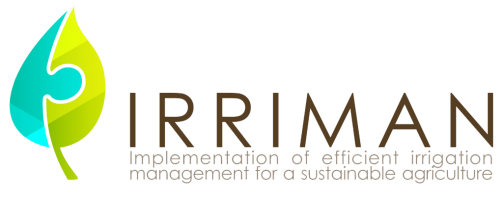 IRRIMAN
Implementation of efficient irrigation
management for a sustainable agriculture